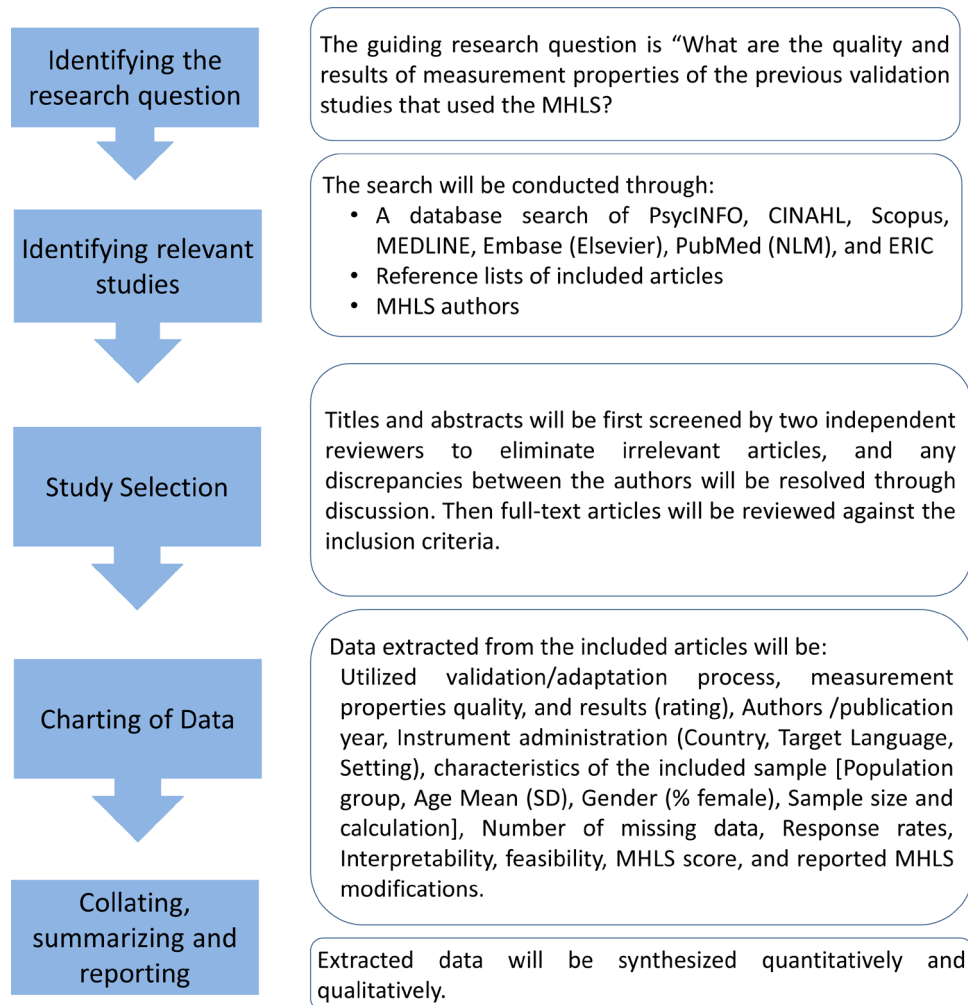 Identifying the
research question
The guiding research question is “What are the quality and
results of measurement properties of the previous validation
studies that used the MHLS?
Identifying relevant
studies
The search will be conducted through:
• A database search of PsycINFO, CINAHL, Scopus,
MEDLINE, Embase (Elsevier), PubMed (NLM), and ERIC
• Reference lists of included articles
• MHLS authors
Study Selection
Titles and abstracts will be first screened by two independent
reviewers to eliminate irrelevant articles, and any
discrepancies between the authors will be resolved through
discussion. Then full-text articles will be reviewed against the
inclusion criteria.
Charting of Data
Data extracted from the included articles will be:
Utilized validation/adaptation process, measurement
properties quality, and results (rating), Authors /publication
year, Instrument administration (Country, Target Language,
Setting), characteristics of the included sample [Population
group, Age Mean (SD), Gender (% female), Sample size and
calculation], Number of missing data, Response rates,
Interpretability, feasibility, MHLS score, and reported MHLS
modifications.
Collating,
summarizing and
reporting
Extracted data will be synthesized quantitatively and
qualitatively.